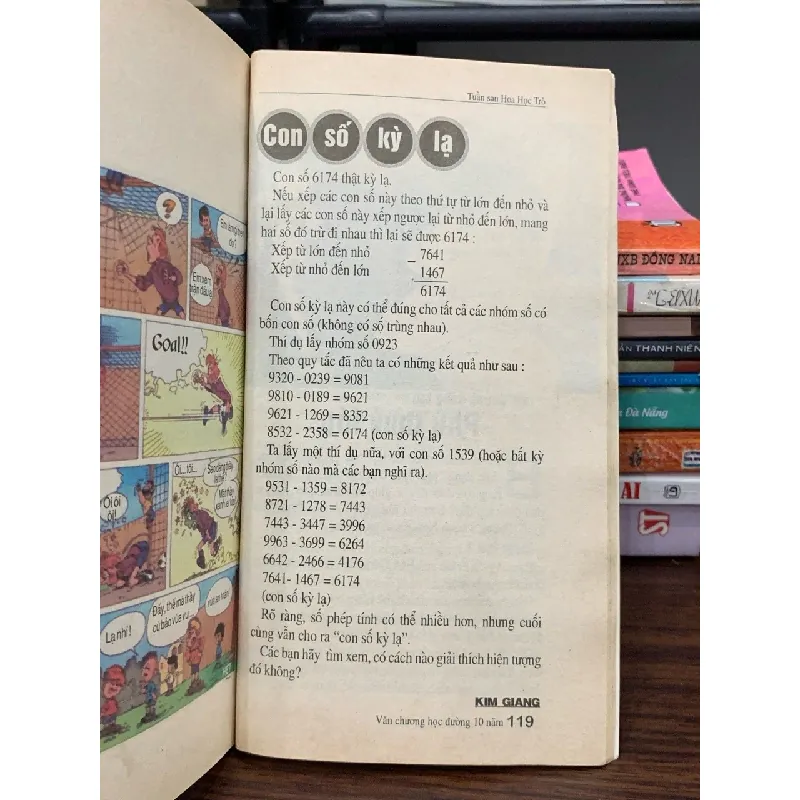 ?
Goal!!
Ôi ôi ôi!
Lạ nhỉ!
Tuần sau Hoa Học Trò
Con số kỳ lạ
Con số 6174 thật kỳ lạ.
Nếu xếp các con số này theo thứ tự từ lớn đến nhỏ và
lại lấy các con số này xếp ngược lại từ nhỏ đến lớn, mang
hai số đó trừ đi nhau thì lại sẽ được 6174 :
Xếp từ lớn đến nhỏ 7641
Xếp từ nhỏ đến lớn – 1467
6174
Con số kỳ lạ này có thể đúng cho tất cả các nhóm số có
bốn con số (không có số trùng nhau).
Thí dụ lấy nhóm số 0923
Theo quy tắc đã nêu ta có những kết quả như sau :
9320 - 0239 = 9081
9810 - 0189 = 9621
9621 - 1269 = 8352
8532 - 2358 = 6174 (con số kỳ lạ)
Ta lấy một thí dụ nữa, với con số 1539 (hoặc bất kỳ
nhóm số nào mà các bạn nghĩ ra).
9531 - 1359 = 8172
8721 - 1278 = 7443
7443 - 3447 = 3996
9963 - 3699 = 6264
6642 - 2466 = 4176
7641- 1467 = 6174
(con số kỳ lạ)
Rõ ràng, số phép tính có thể nhiều hơn, nhưng cuối
cùng vẫn cho ra “con số kỳ lạ”.
Các bạn hãy tìm xem, có cách nào giải thích hiện tượng
đó không?
KIM GIANG
Văn chương học đường 10 năm 119
NXB ĐỒNG NAI
THANH NIÊN
Đà Nẵng
AI
ST